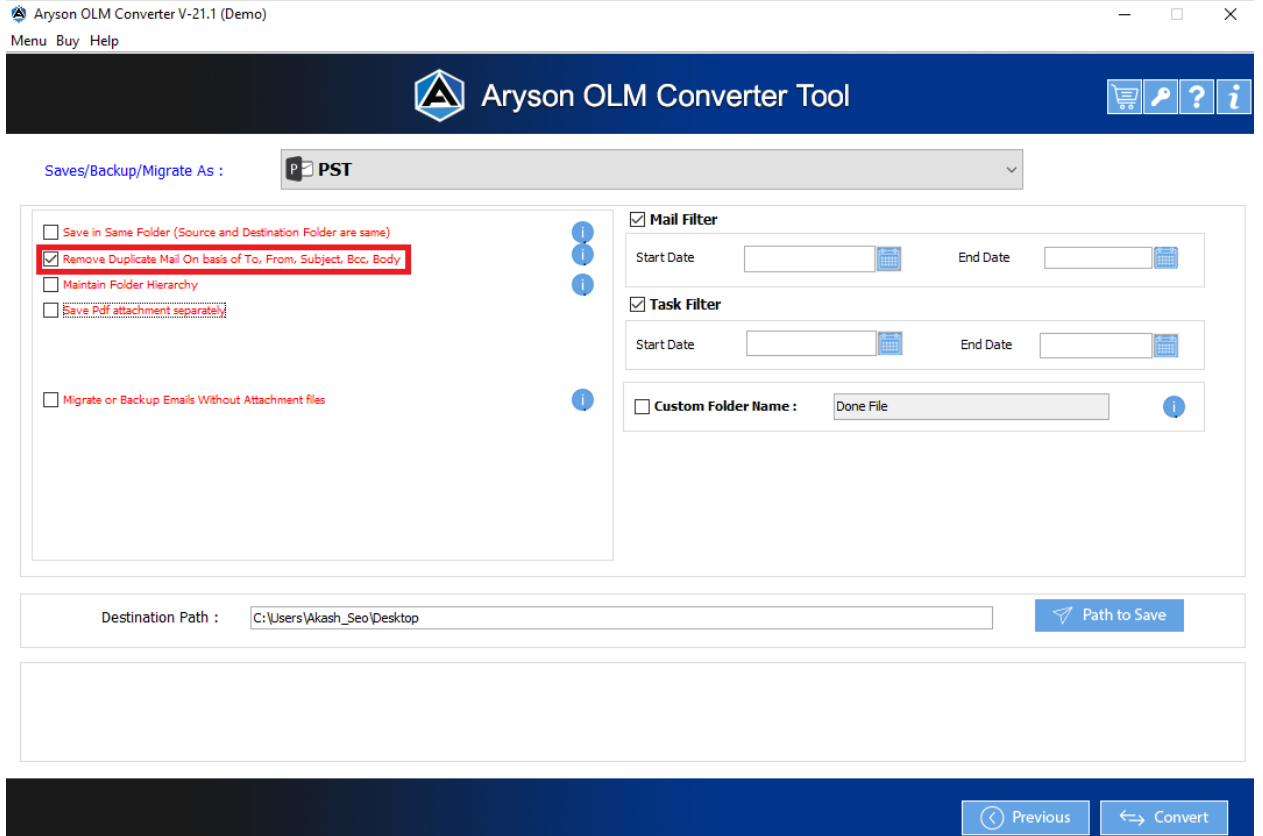 Aryson OLM Converter V-21.1 (Demo)
Menu Buy Help
Aryson OLM Converter Tool
Saves/Backup/Migrate As :
PST
Save in Same Folder (Source and Destination Folder are same)
Remove Duplicate Mail On basis of To, From, Subject, Bcc, Body
Maintain Folder Hierarchy
Save Pdf attachment separately
Migrate or Backup Emails Without Attachment files
Mail Filter
Start Date
End Date
Task Filter
Start Date
End Date
Custom Folder Name :
Done File
Destination Path :
C:\Users\Akash_Seo\Desktop
Path to Save
Previous
Convert